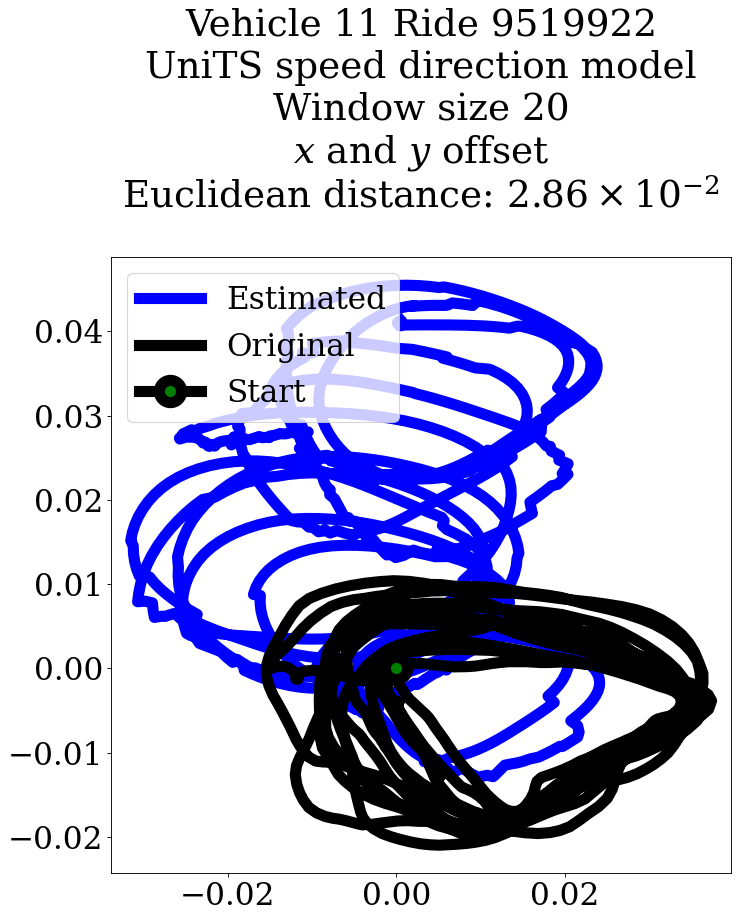 Vehicle 11 Ride 9519922
UniTS speed direction model
Window size 20
x and y offset
Euclidean distance: 2.86 × 10⁻²
Estimated
Original
Start
0.04
0.03
0.02
0.01
0.00
−0.01
−0.02
−0.02 0.00 0.02